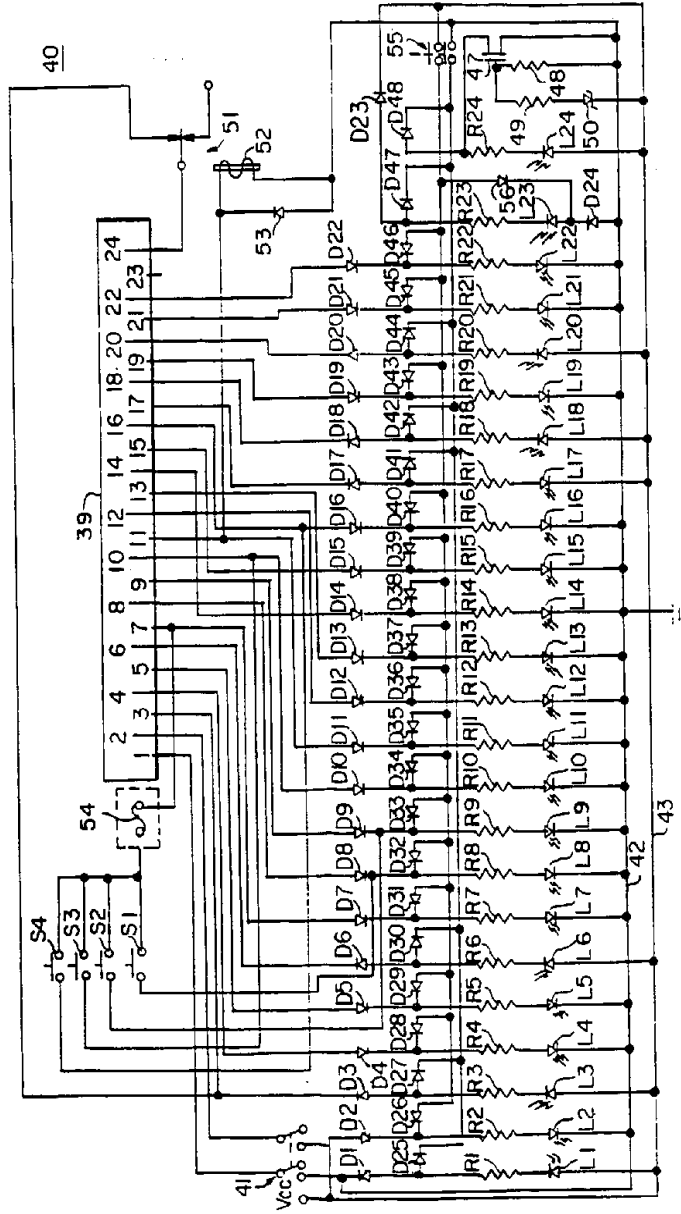 40
39
2 3 4 5 6 7 8 9 10 11 12 13 14 15 16 17 18 19 20 21 22 23 24
51
52
53
54
S4
S3
S2
S1
41
Vcc
D1 D2 D3 D4 D5 D6 D7 D8 D9 D10 D11 D12 D13 D14 D15 D16 D17 D18 D19 D20 D21 D22 D23
D25 D26 D27 D28 D29 D30 D31 D32 D33 D34 D35 D36 D37 D38 D39 D40 D41 D42 D43 D44 D45 D46 D47 D48
55
R1 R2 R3 R4 R5 R6 R7 R8 R9 R10 R11 R12 R13 R14 R15 R16 R17 R18 R19 R20 R21 R22 R23 R24
47
48
49
50
56
D24
L1 L2 L3 L4 L5 L6 L7 L8 L9 L10 L11 L12 L13 L14 L15 L16 L17 L18 L19 L20 L21 L22 L23 L24
42
43